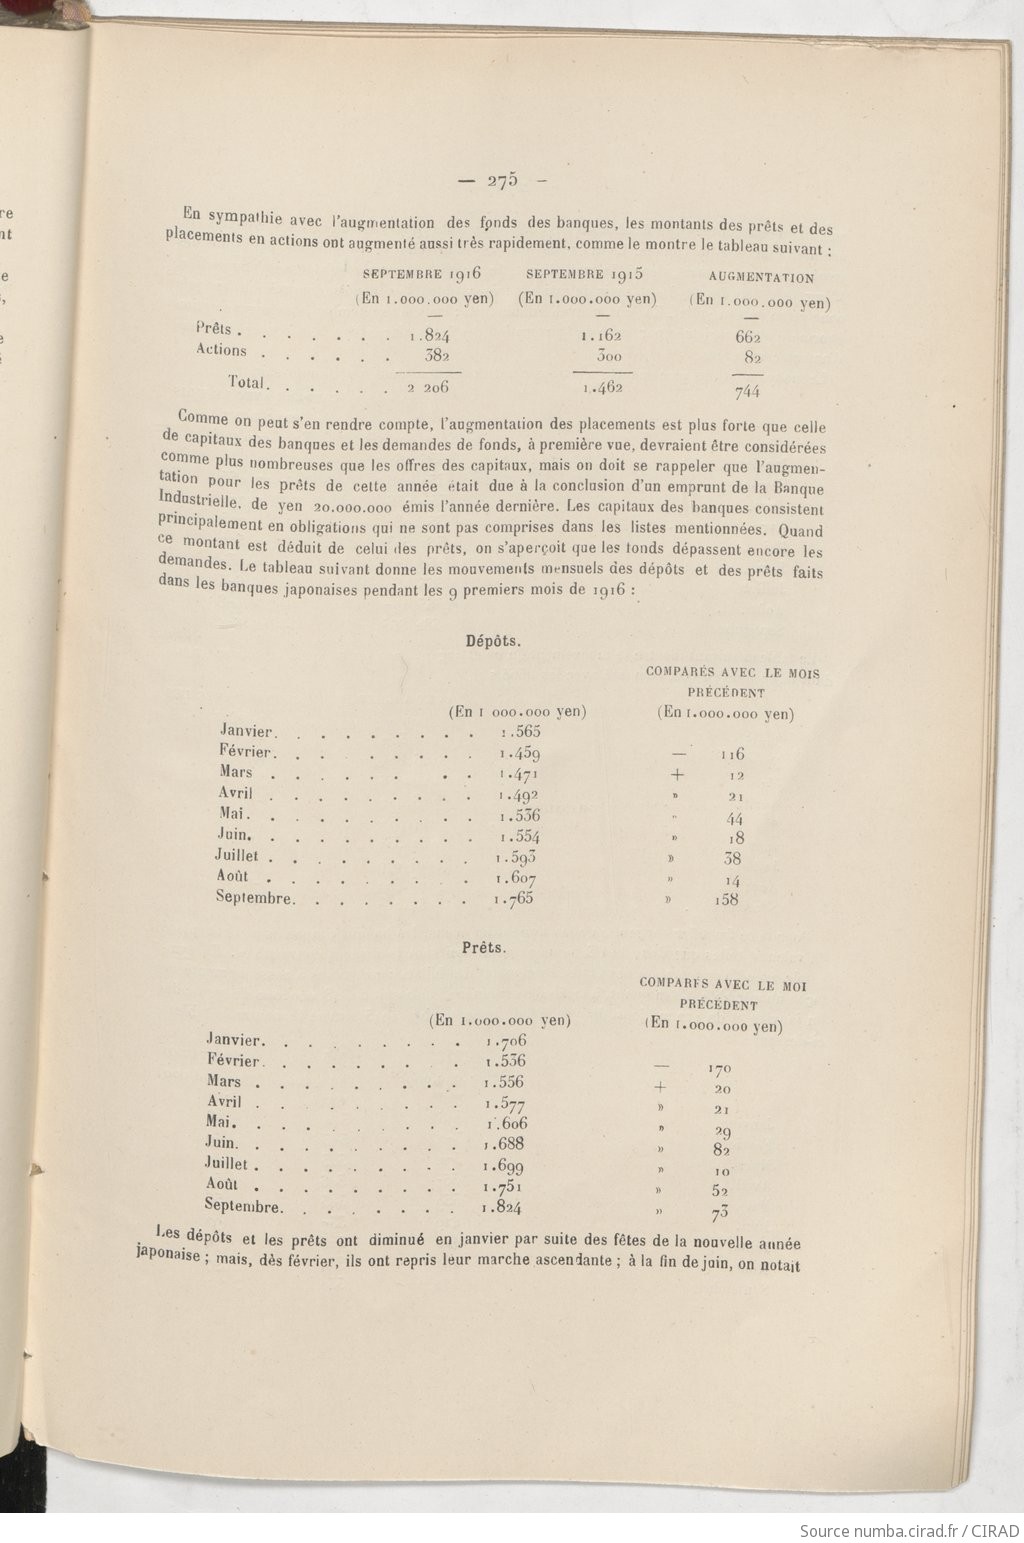 — 275 –
En sympathie avec l'augmentation des fonds des banques, les montants des prêts et des
placements en actions ont augmenté aussi très rapidement, comme le montre le tableau suivant :
SEPTEMBRE 1916 SEPTEMBRE 1915 AUGMENTATION
(En 1.000.000 yen) (En 1.000.000 yen) (En 1.000.000 yen)
— — —
Prêts . . . . . . . 1.824 1.162 662
Actions . . . . . . 382 300 82
Total. . . . . . 2 206 1.462 744
Comme on peut s'en rendre compte, l'augmentation des placements est plus forte que celle
de capitaux des banques et les demandes de fonds, à première vue, devraient être considérées
comme plus nombreuses que les offres des capitaux, mais on doit se rappeler que l'augmen-
tation pour les prêts de cette année était due à la conclusion d'un emprunt de la Banque
Industrielle, de yen 20.000.000 émis l'année dernière. Les capitaux des banques consistent
principalement en obligations qui ne sont pas comprises dans les listes mentionnées. Quand
ce montant est déduit de celui des prêts, on s'aperçoit que les fonds dépassent encore les
demandes. Le tableau suivant donne les mouvements mensuels des dépôts et des prêts faits
dans les banques japonaises pendant les 9 premiers mois de 1916 :
Dépôts.
COMPARÉS AVEC LE MOIS
PRÉCÉDENT
(En 1 000.000 yen) (En 1.000.000 yen)
Janvier. . . . . . . . . 1.565
Février. . . . . . . . 1.459 — 116
Mars . . . . . . . . 1.471 + 12
Avril . . . . . . . . . 1.492 » 21
Mai. . . . . . . . . . 1.536 » 44
Juin. . . . . . . . . . 1.554 » 18
Juillet . . . . . . . . . 1.593 » 38
Août . . . . . . . . . 1.607 » 14
Septembre. . . . . . . . 1.765 » 158
Prêts.
COMPARÉS AVEC LE MOI
PRÉCÉDENT
(En 1.000.000 yen) (En 1.000.000 yen)
Janvier. . . . . . . . . 1.706
Février. . . . . . . . 1.536 — 170
Mars . . . . . . . . . 1.556 + 20
Avril . . . . . . . . . 1.577 » 21
Mai. . . . . . . . . . 1.606 » 29
Juin. . . . . . . . . . 1.688 » 82
Juillet . . . . . . . . . 1.699 » 10
Août . . . . . . . . . 1.751 » 52
Septembre. . . . . . . . 1.824 » 73
Les dépôts et les prêts ont diminué en janvier par suite des fêtes de la nouvelle année
japonaise ; mais, dès février, ils ont repris leur marche ascendante ; à la fin de juin, on notait
Source numba.cirad.fr / CIRAD